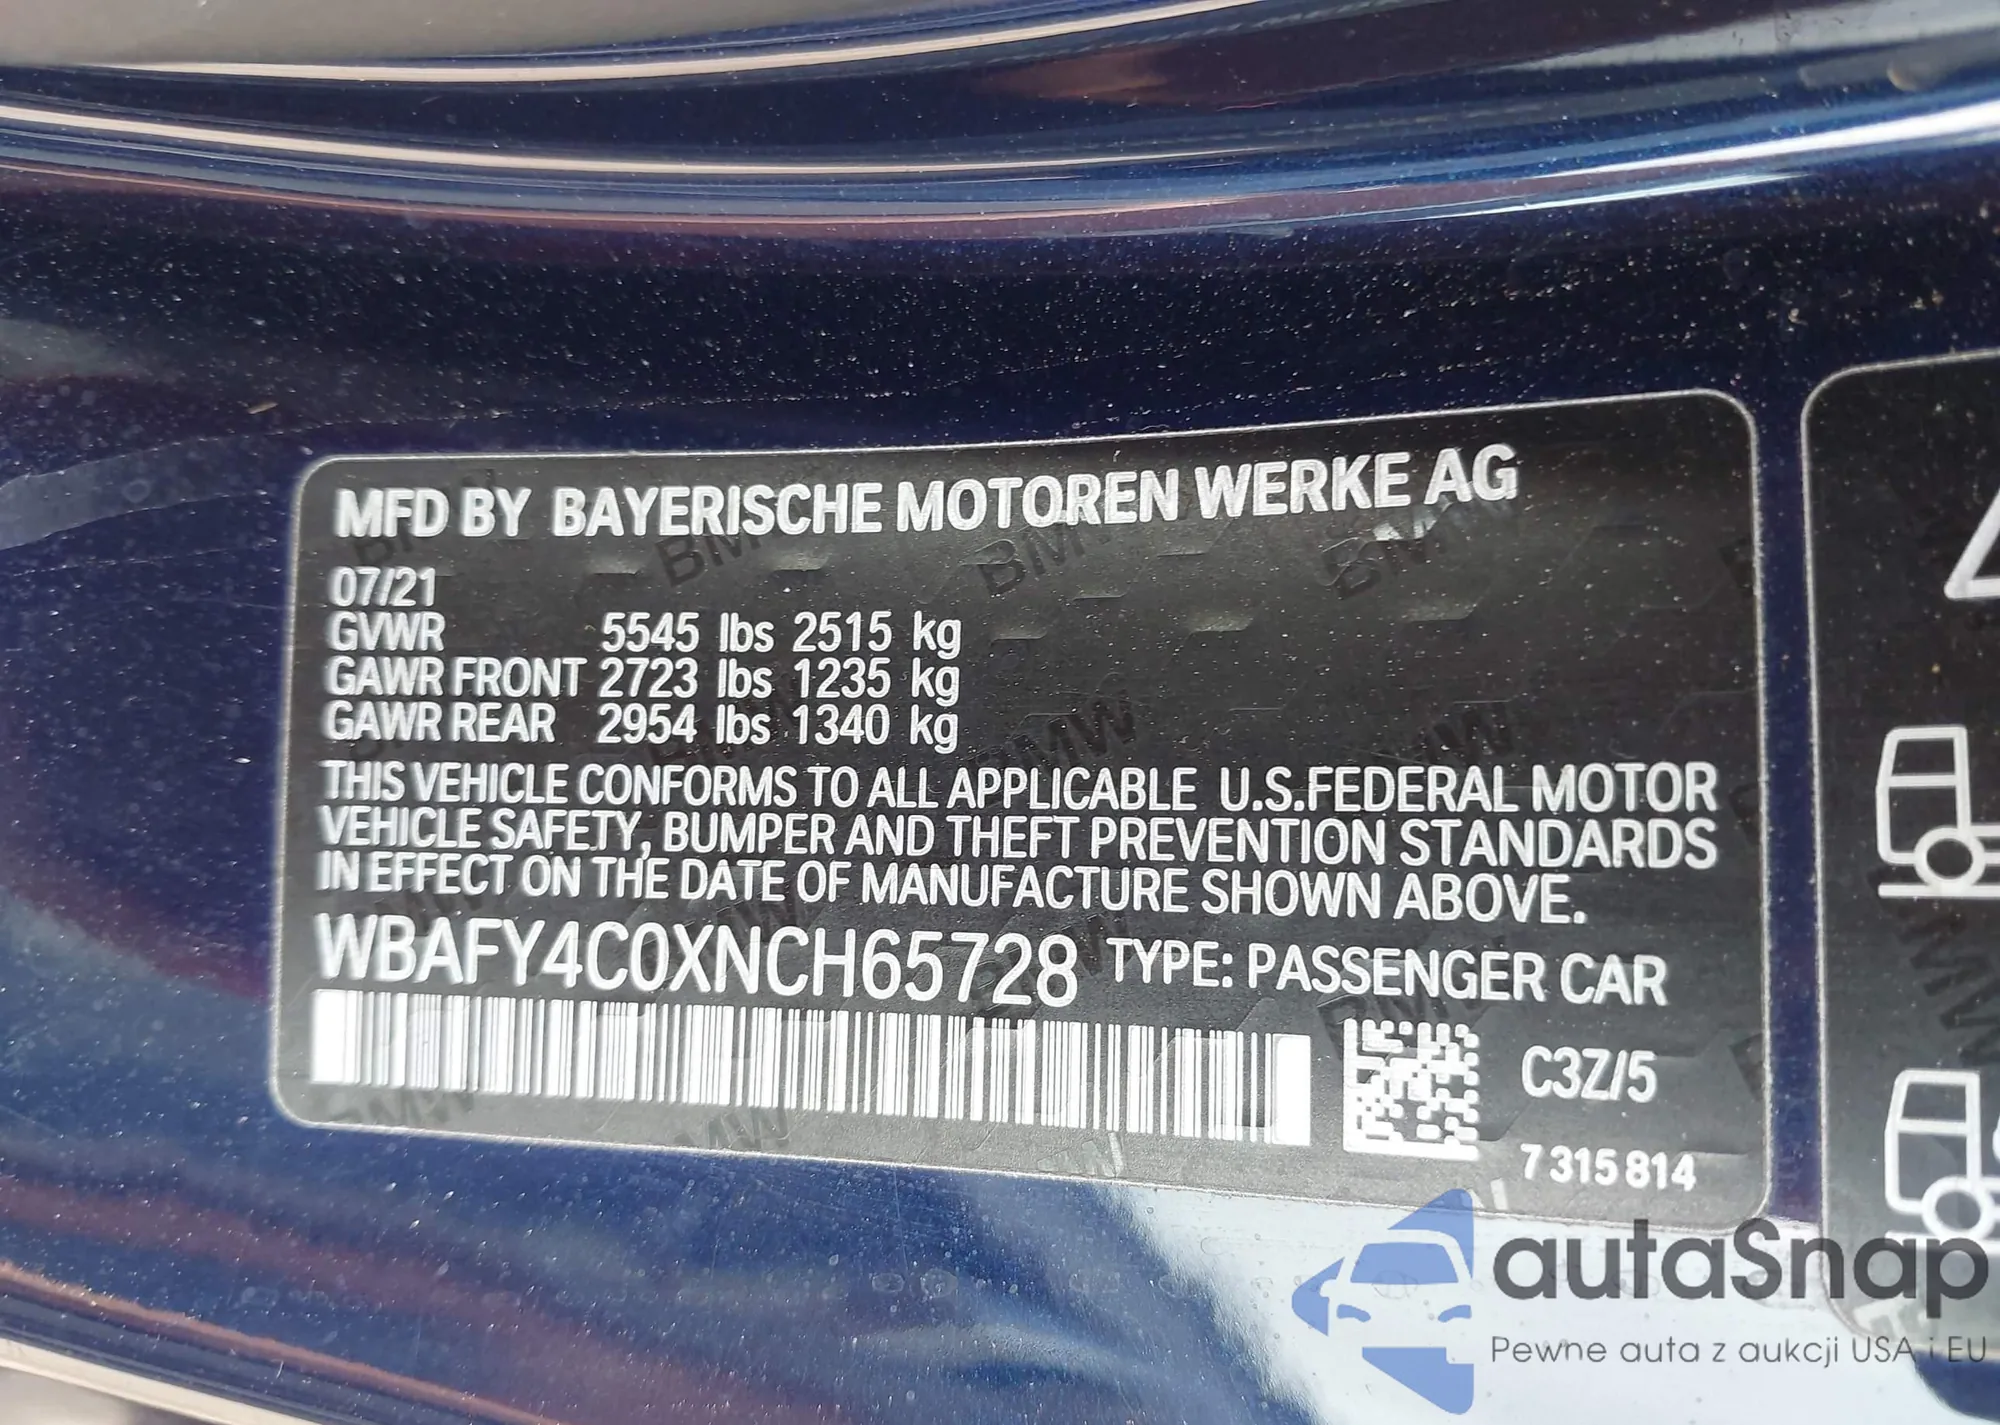 MFD BY BAYERISCHE MOTOREN WERKE AG
07/21
GVWR 5545 lbs 2515 kg
GAWR FRONT 2723 lbs 1235 kg
GAWR REAR 2954 lbs 1340 kg
THIS VEHICLE CONFORMS TO ALL APPLICABLE U.S.FEDERAL MOTOR
VEHICLE SAFETY, BUMPER AND THEFT PREVENTION STANDARDS
IN EFFECT ON THE DATE OF MANUFACTURE SHOWN ABOVE.
WBAFY4C0XNCH65728 TYPE: PASSENGER CAR
C3Z/5
7 315 814
autaSnap
Pewne auta z aukcji USA i EU